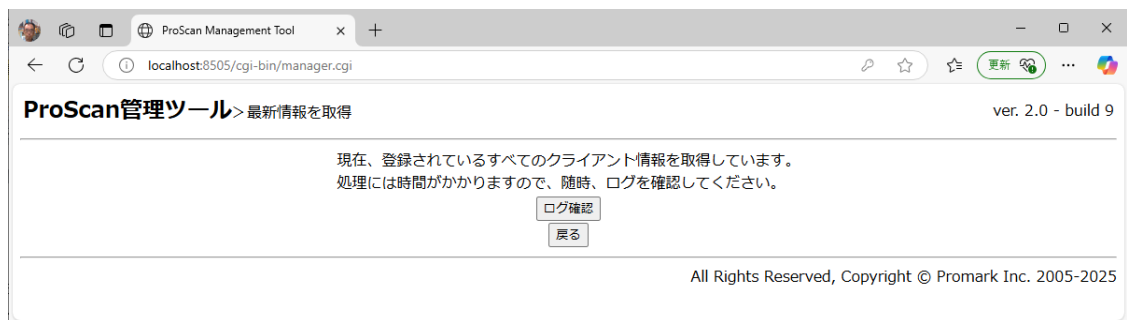 ProScan Management Tool
localhost:8505/cgi-bin/manager.cgi
更新
ProScan管理ツール>最新情報を取得
ver. 2.0 - build 9
現在、登録されているすべてのクライアント情報を取得しています。
処理には時間がかかりますので、随時、ログを確認してください。
ログ確認
戻る
All Rights Reserved, Copyright © Promark Inc. 2005-2025